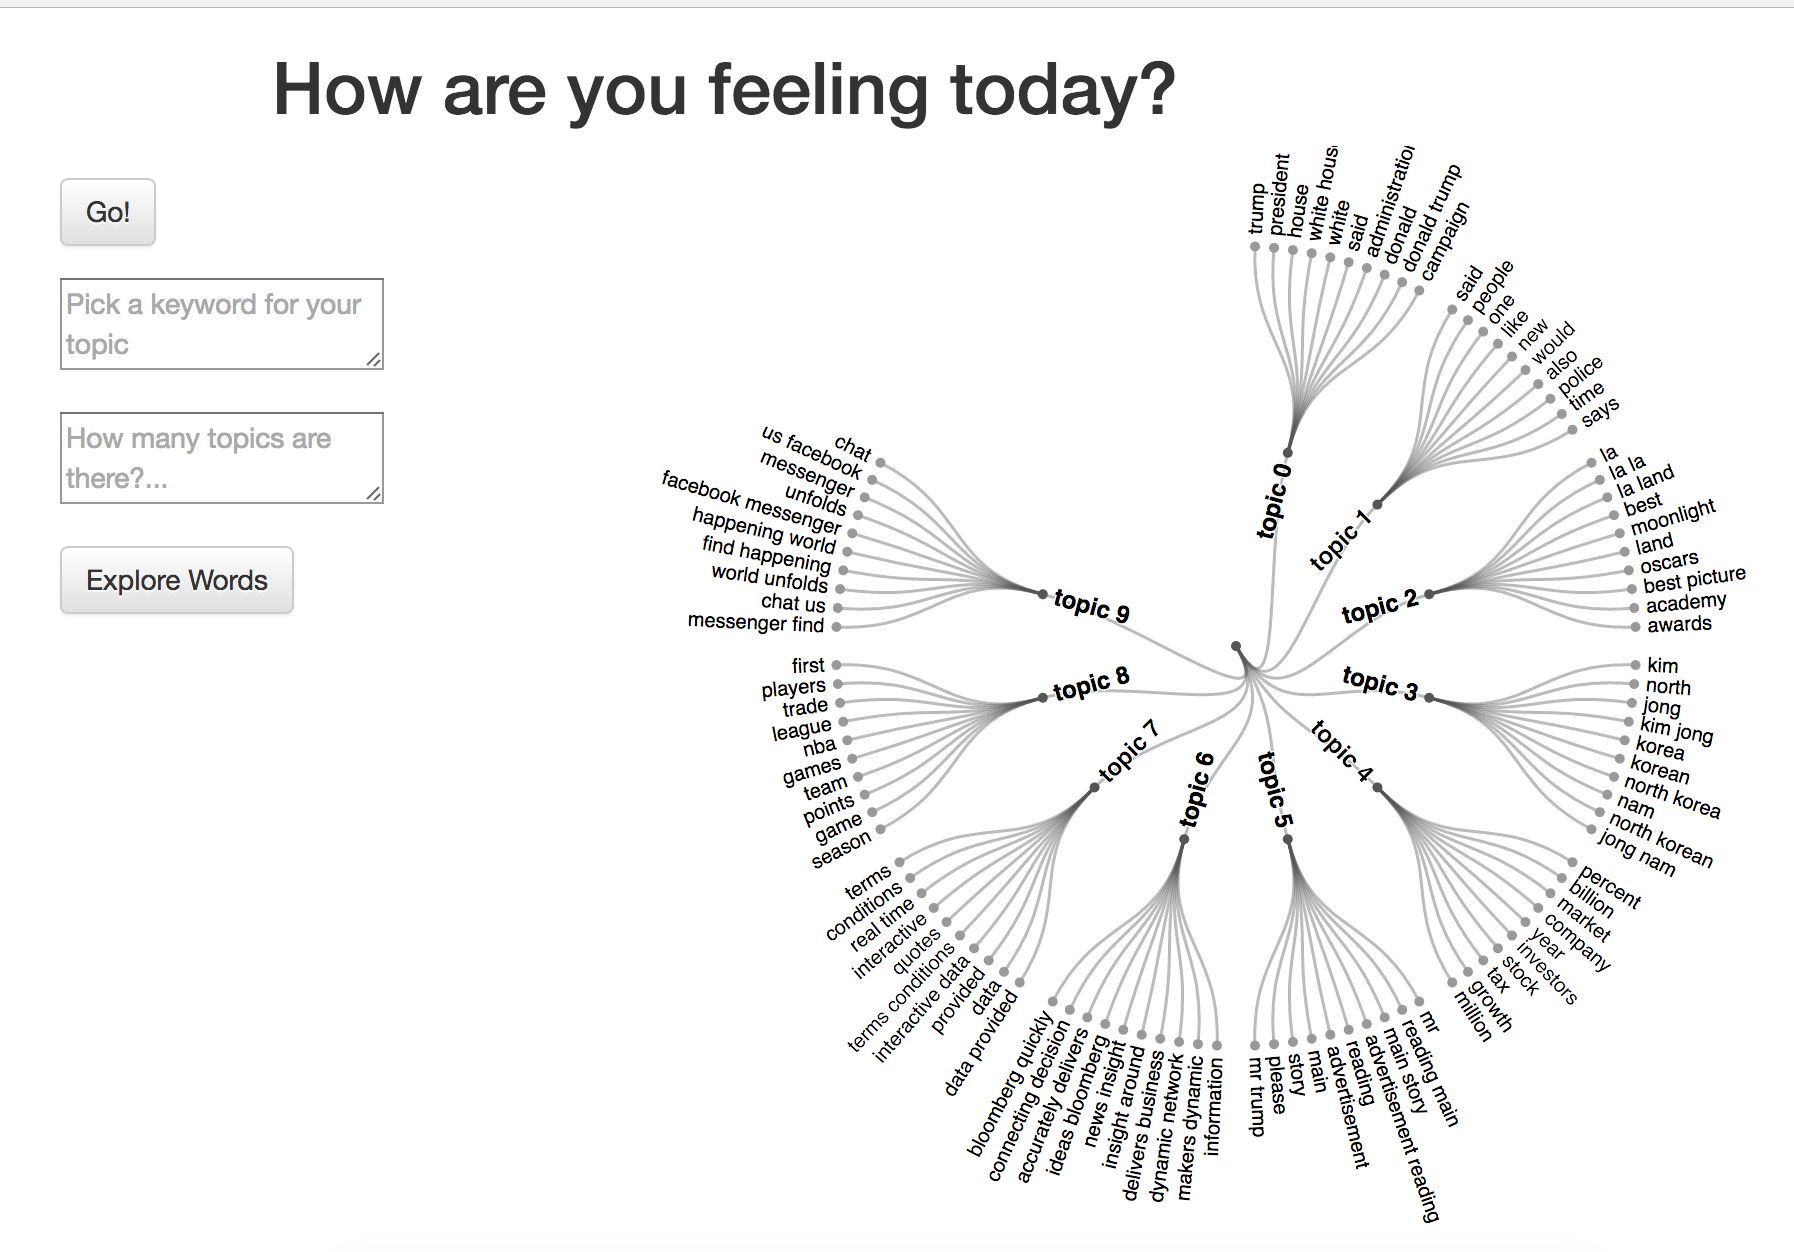 How are you feeling today?
Go!
Pick a keyword for your
topic
How many topics are
there?...
Explore Words
topic 0
trump
president
house
white hous
white
said
administration
donald
donald trump
campaign
topic 1
said
people
one
like
new
would
also
police
time
says
topic 2
la
la la
la land
best
moonlight
land
oscars
best picture
academy
awards
topic 3
kim
north
jong
kim jong
korea
korean
north korea
nam
north korean
jong nam
topic 4
percent
billion
market
company
year
investors
stock
tax
growth
million
topic 5
mr
reading main
main story
advertisement reading
reading
advertisement
main
story
please
mr trump
topic 6
information
makers dynamic
dynamic network
delivers business
insight around
news insight
ideas bloomberg
accurately delivers
connecting decision
bloomberg quickly
topic 7
data provided
data
provided
interactive data
terms conditions
quotes
interactive
real time
conditions
terms
topic 8
season
game
points
team
games
nba
league
trade
players
first
topic 9
messenger find
chat us
world unfolds
find happening
happening world
facebook messenger
unfolds
messenger
us facebook
chat